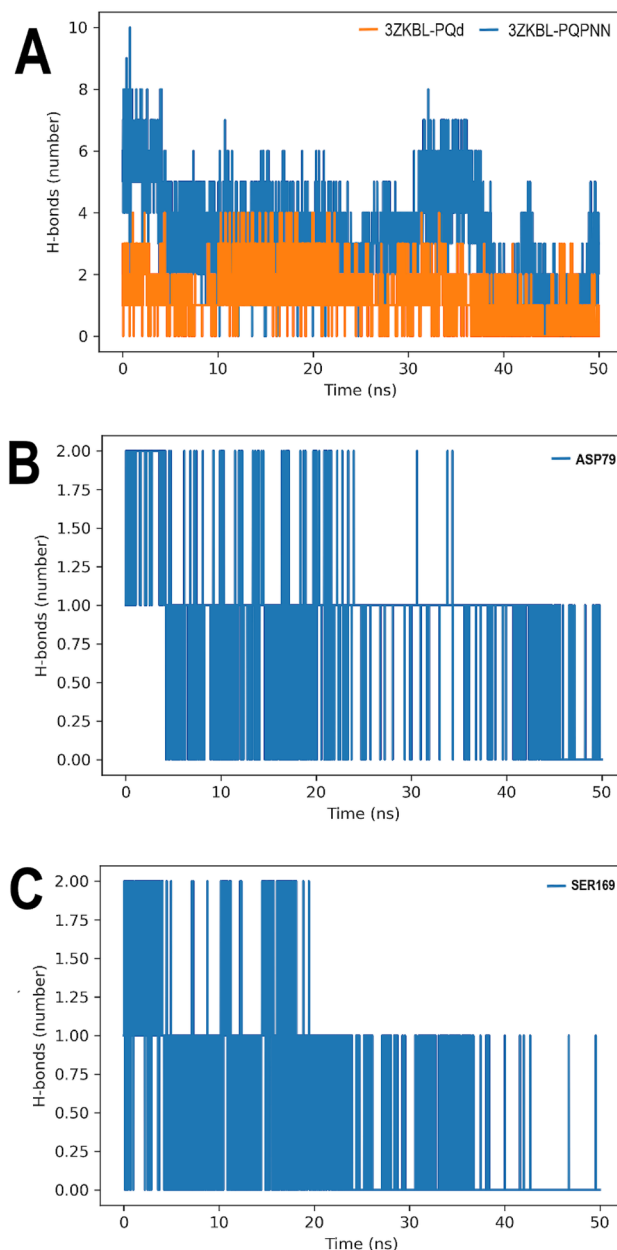 A
3ZKBL-PQd 3ZKBL-PQPNN
10
8
6
4
2
0
H-bonds (number)
0 10 20 30 40 50
Time (ns)
B
ASP79
2.00
1.75
1.50
1.25
1.00
0.75
0.50
0.25
0.00
H-bonds (number)
0 10 20 30 40 50
Time (ns)
C
SER169
2.00
1.75
1.50
1.25
1.00
0.75
0.50
0.25
0.00
H-bonds (number)
0 10 20 30 40 50
Time (ns)